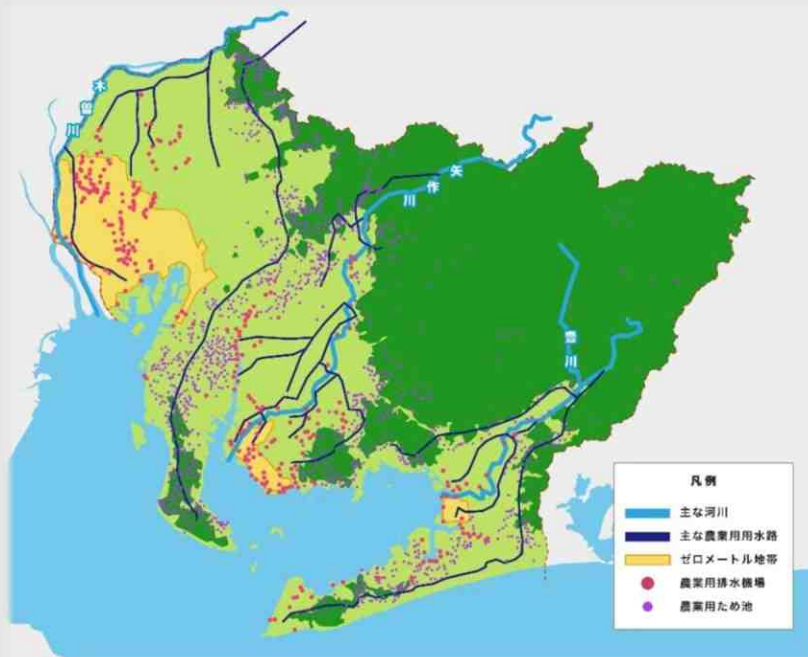 木曽川
矢作川
豊川
凡例
主な河川
主な農業用用水路
ゼロメートル地帯
農業用排水機場
農業用ため池